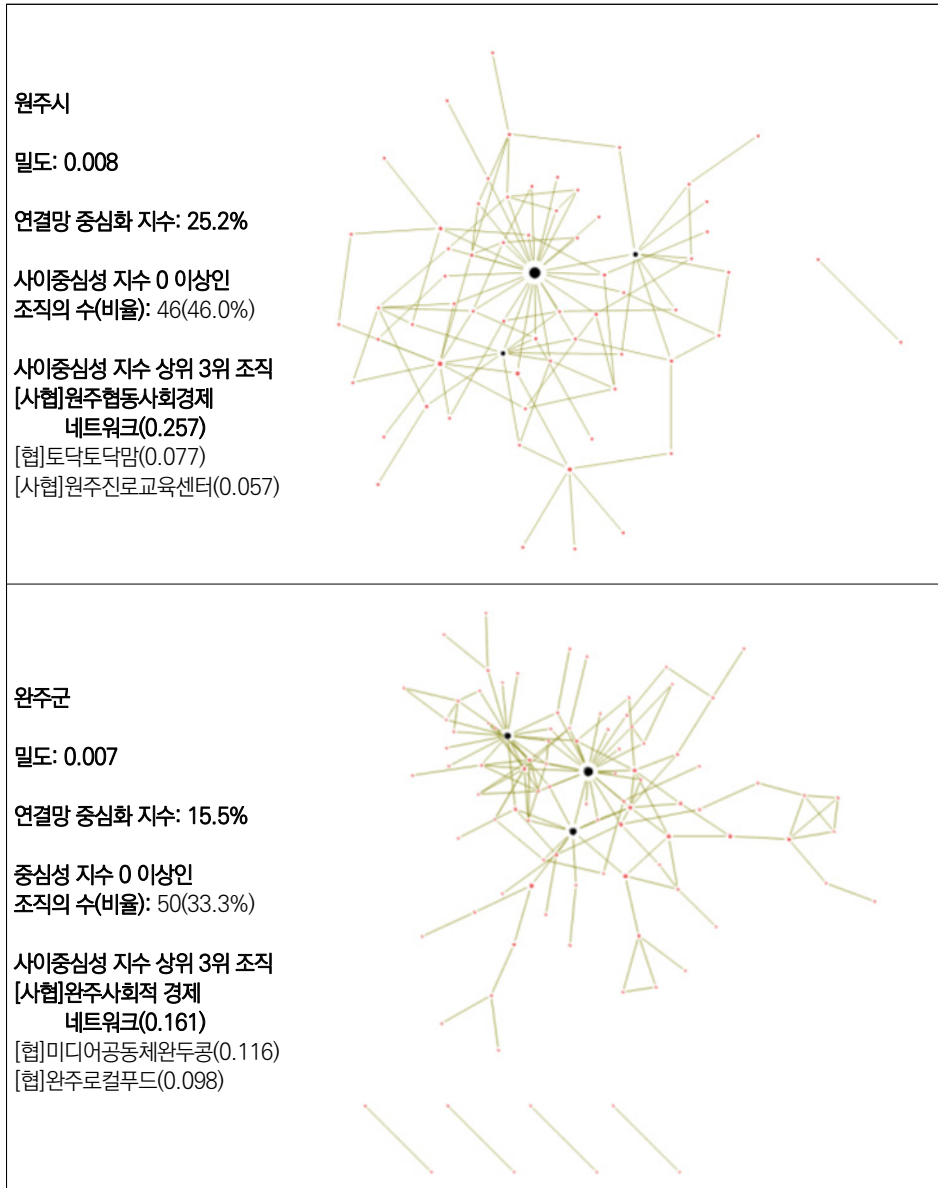 원주시
밀도: 0.008
연결망 중심화 지수: 25.2%
사이중심성 지수 0 이상인
조직의 수(비율): 46(46.0%)
사이중심성 지수 상위 3위 조직
[사협]원주협동사회경제
네트워크(0.257)
[협]토닥토닥맘(0.077)
[사협]원주진로교육센터(0.057)
완주군
밀도: 0.007
연결망 중심화 지수: 15.5%
중심성 지수 0 이상인
조직의 수(비율): 50(33.3%)
사이중심성 지수 상위 3위 조직
[사협]완주사회적 경제
네트워크(0.161)
[협]미디어공동체완두콩(0.116)
[협]완주로컬푸드(0.098)